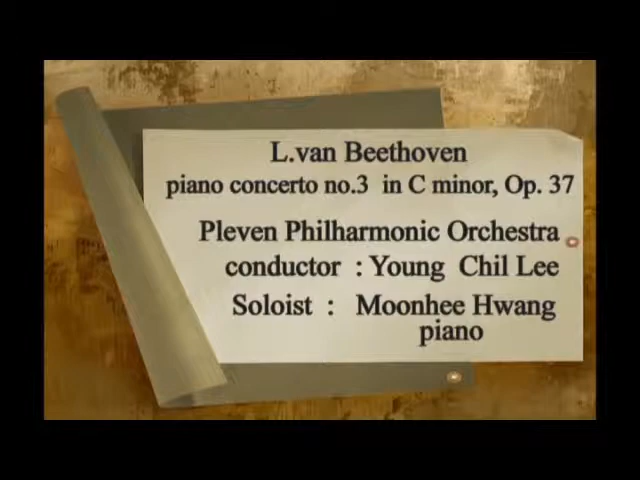 L.van Beethoven
piano concerto no.3 in C minor, Op. 37
Pleven Philharmonic Orchestra
conductor : Young Chil Lee
Soloist : Moonhee Hwang
piano